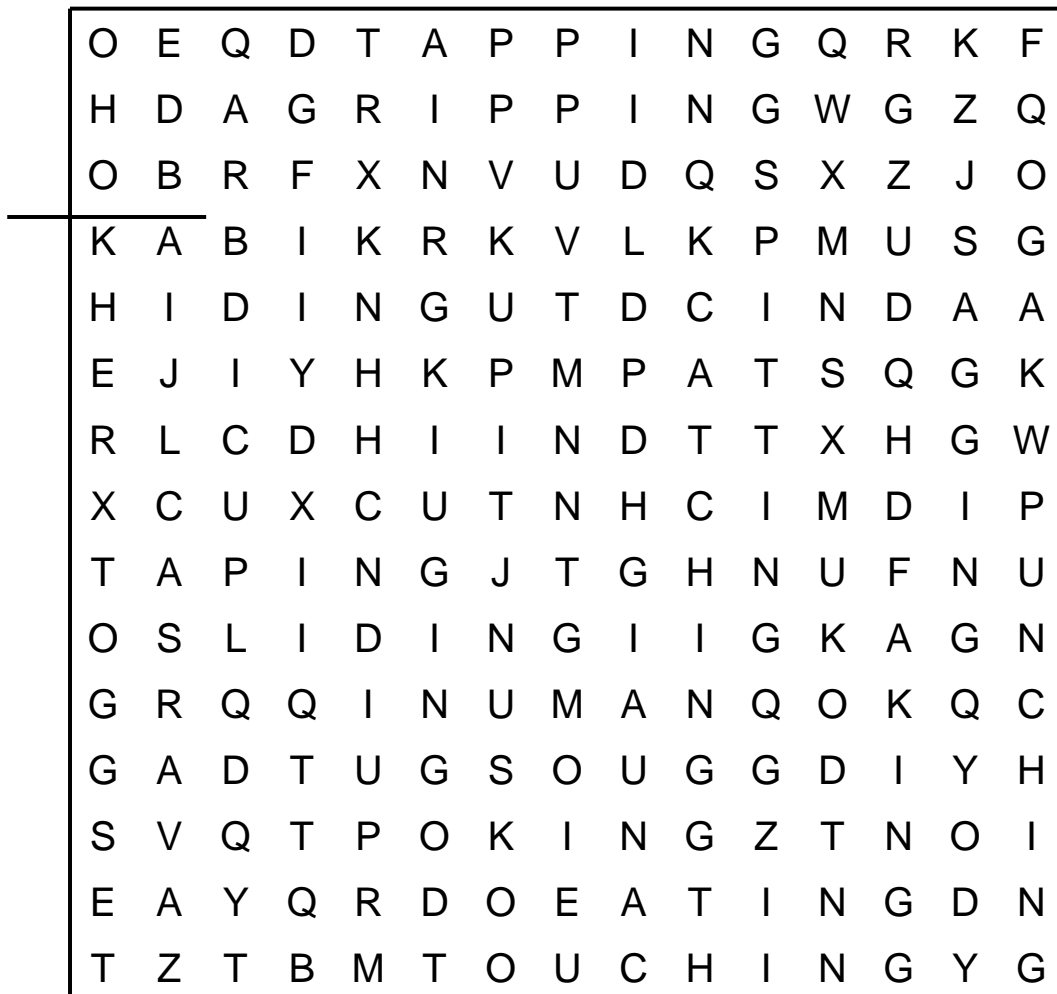 O E Q D T A P P I N G Q R K F
H D A G R I P P I N G W G Z Q
O B R F X N V U D Q S X Z J O
K A B I K R K V L K P M U S G
H I D I N G U T D C I N D A A
E J I Y H K P M P A T S Q G K
R L C D H I I N D T T X H G W
X C U X C U T N H C I M D I P
T A P I N G J T G H N U F N U
O S L I D I N G I I G K A G N
G R Q Q I N U M A N Q O K Q C
G A D T U G S O U G G D I Y H
S V Q T P O K I N G Z T N O I
E A Y Q R D O E A T I N G D N
T Z T B M T O U C H I N G Y G